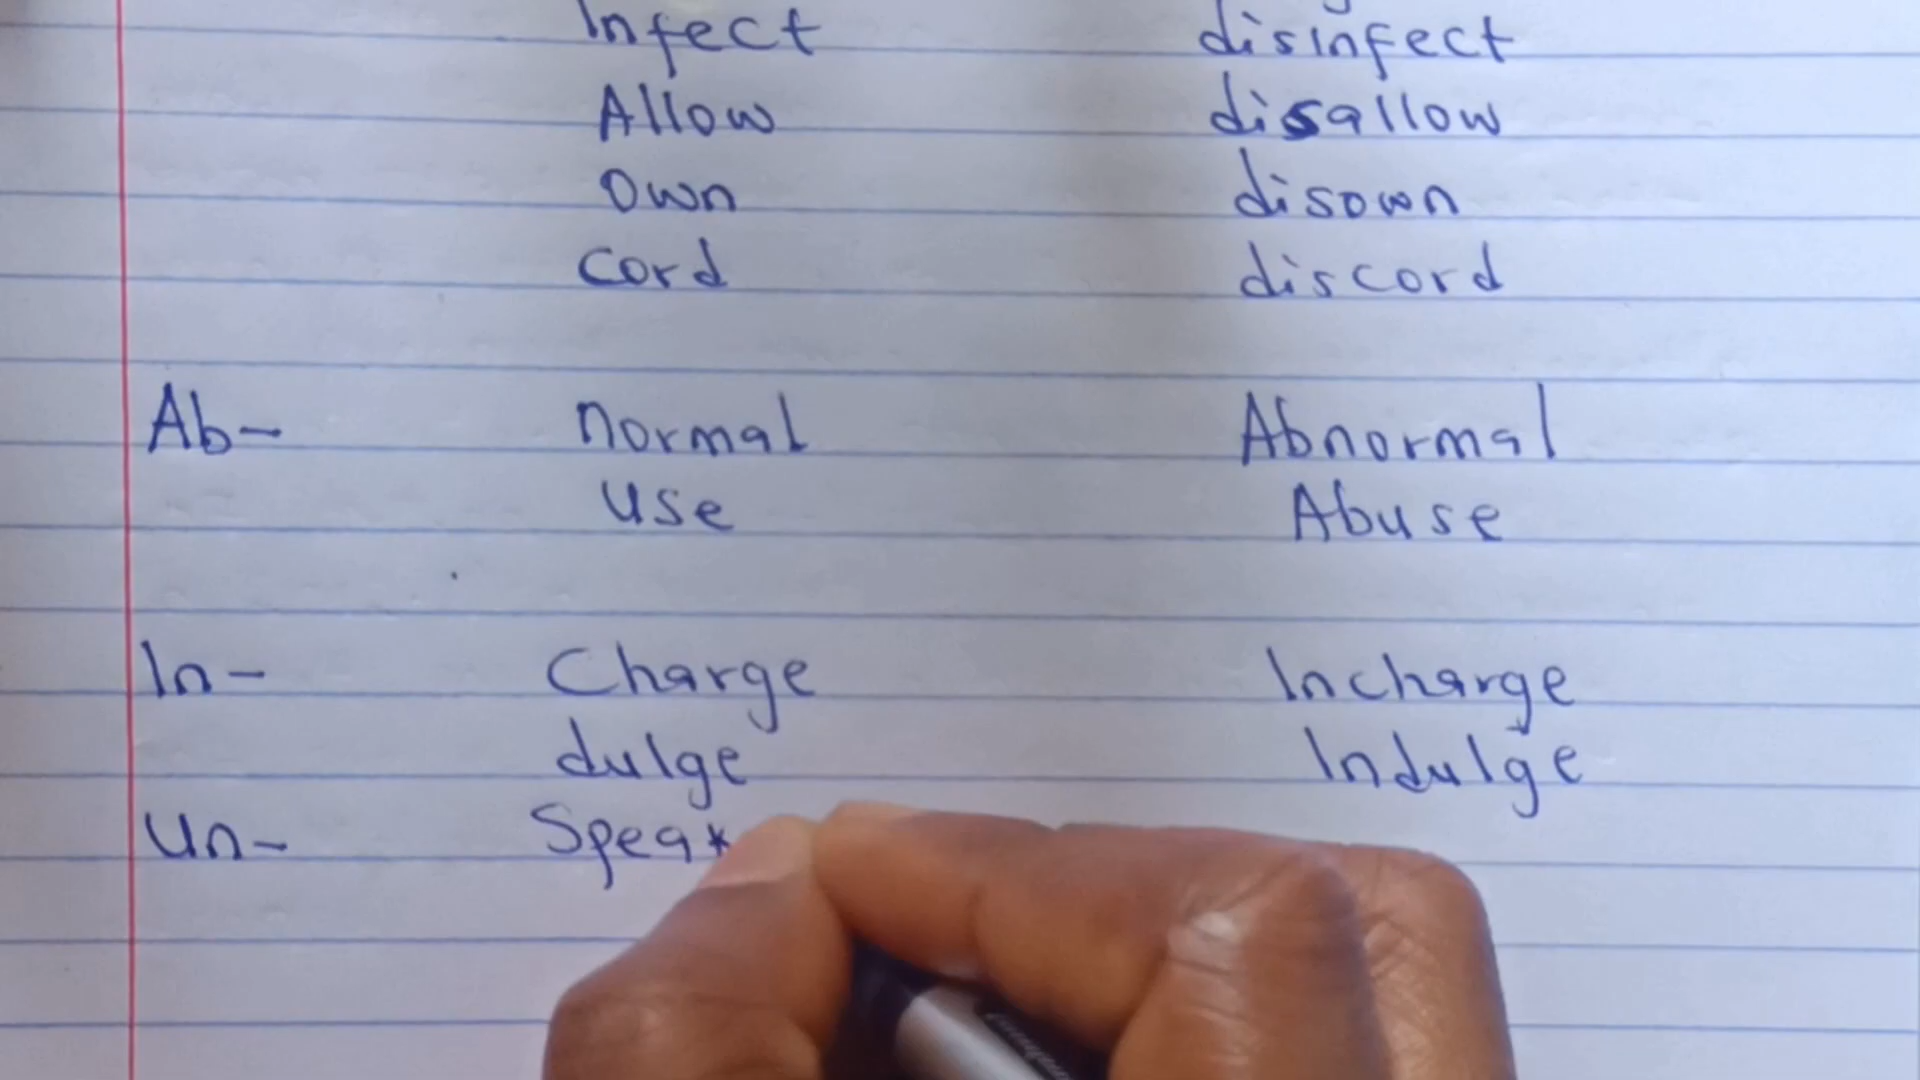 Infect disinfect
Allow disallow
Own disown
Cord discord
Ab- normal Abnormal
Use Abuse
In- Charge Incharge
dulge Indulge
Un- Speak